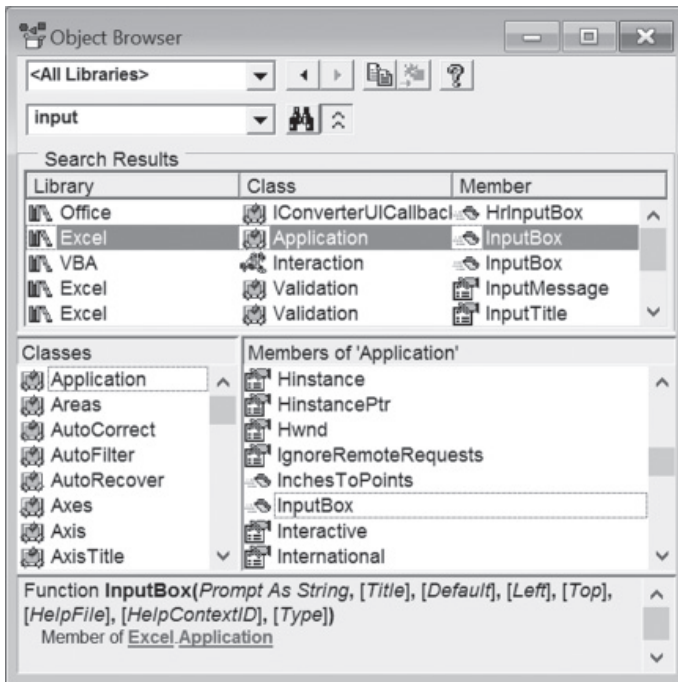 Object Browser
<All Libraries>
input
Search Results
Library Class Member
Office IConverterUICallbacl HrInputBox
Excel Application InputBox
VBA Interaction InputBox
Excel Validation InputMessage
Excel Validation InputTitle
Classes Members of 'Application'
Application Hinstance
Areas HinstancePtr
AutoCorrect Hwnd
AutoFilter IgnoreRemoteRequests
AutoRecover InchesToPoints
Axes InputBox
Axis Interactive
AxisTitle International
Function InputBox(Prompt As String, [Title], [Default], [Left], [Top],
[HelpFile], [HelpContextID], [Type])
Member of Excel.Application